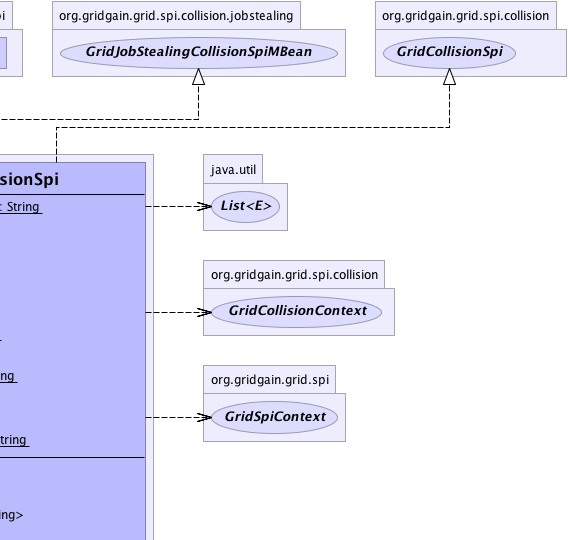 pi
org.gridgain.grid.spi.collision.jobstealing
org.gridgain.grid.spi.collision
GridJobStealingCollisionSpiMBean
GridCollisionSpi
sionSpi
: String
ng
tring
ing>
java.util
List<E>
org.gridgain.grid.spi.collision
GridCollisionContext
org.gridgain.grid.spi
GridSpiContext